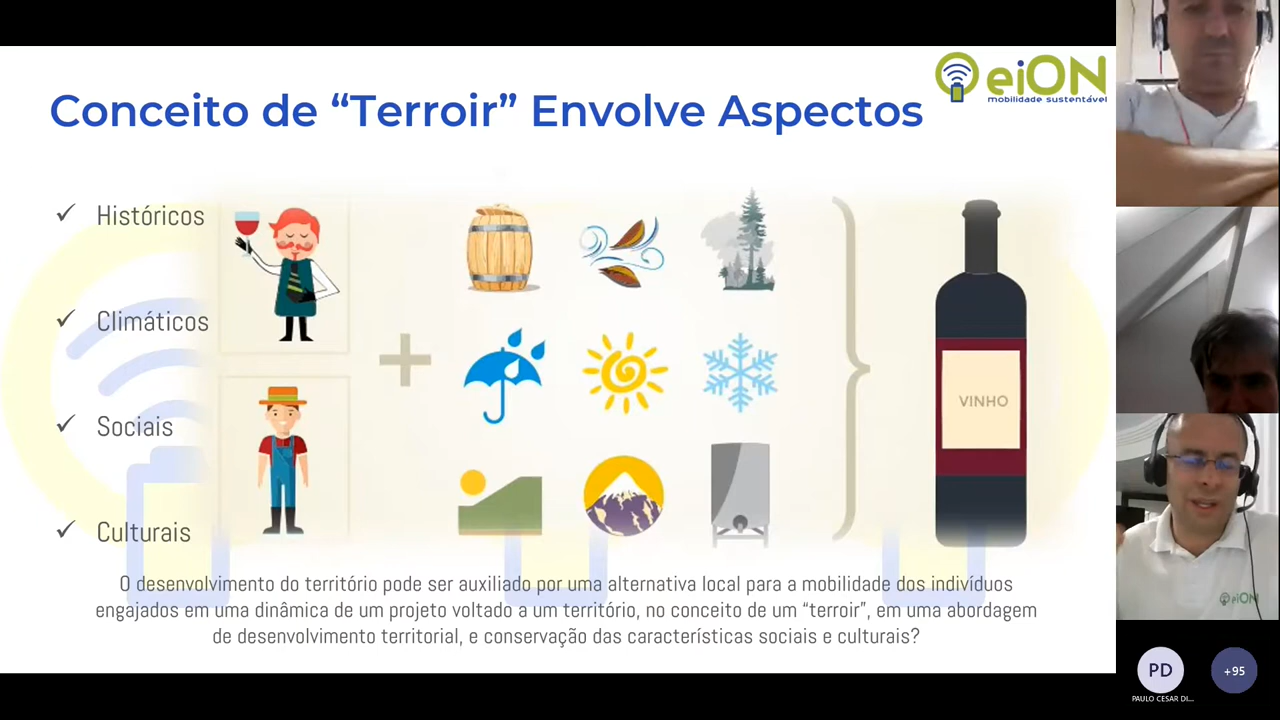 eiON
mobilidade sustentável
Conceito de “Terroir” Envolve Aspectos
✓ Históricos
✓ Climáticos
✓ Sociais
✓ Culturais
VINHO
O desenvolvimento do território pode ser auxiliado por uma alternativa local para a mobilidade dos indivíduos
engajados em uma dinâmica de um projeto voltado a um território, no conceito de um “terroir”, em uma abordagem
de desenvolvimento territorial, e conservação das características sociais e culturais?
eiON
PD
+95
PAULO CESAR DI...